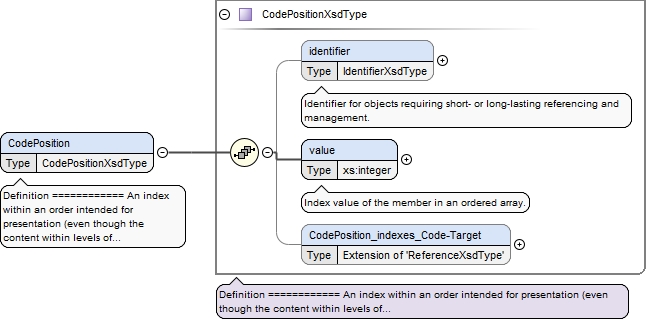 CodePositionXsdType
identifier
Type IdentifierXsdType
Identifier for objects requiring short- or long-lasting referencing and
management.
CodePosition
Type CodePositionXsdType
Definition ============ An index
within an order intended for
presentation (even though the
content within levels of...
value
Type xs:integer
Index value of the member in an ordered array.
CodePosition_indexes_Code-Target
Type Extension of 'ReferenceXsdType'
Definition ============ An index within an order intended for presentation (even
though the content within levels of...